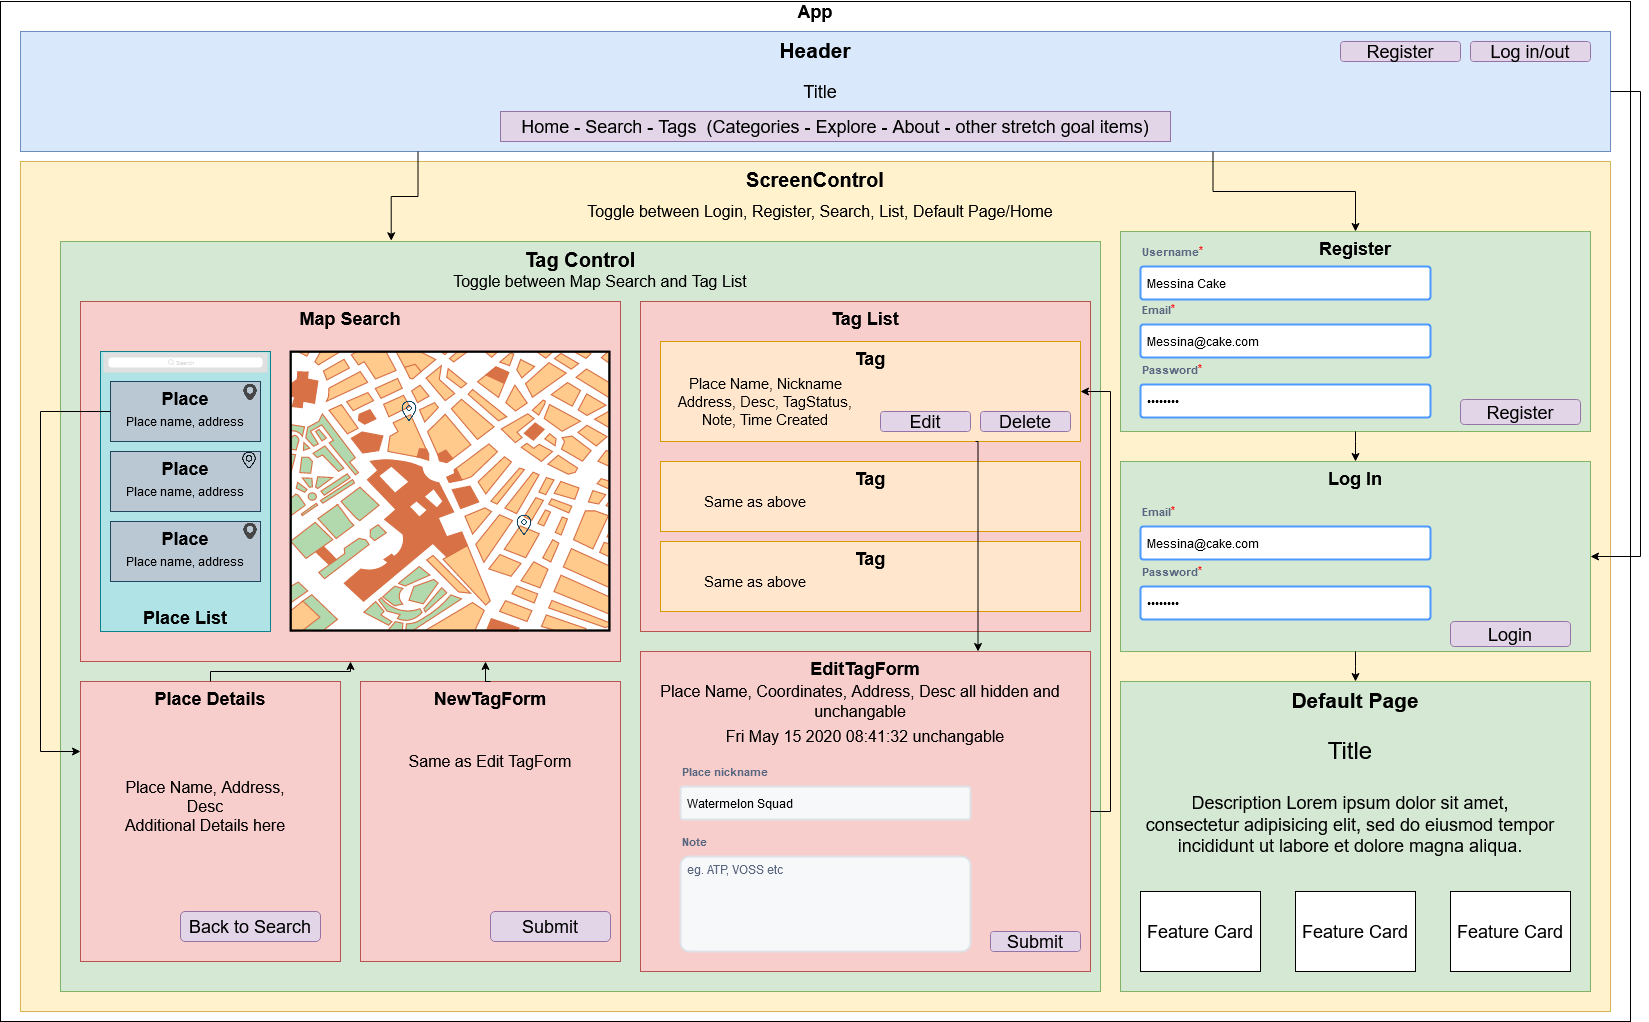 App
Header
Register
Log in/out
Title
Home - Search - Tags  (Categories - Explore - About - other stretch goal items)
ScreenControl
Toggle between Login, Register, Search, List, Default Page/Home
Tag Control
Toggle between Map Search and Tag List
Map Search
Search
Place
Place name, address
Place
Place name, address
Place
Place name, address
Place List
Tag List
Tag
Place Name, Nickname
Address, Desc, TagStatus,
Note, Time Created
Edit
Delete
Tag
Same as above
Tag
Same as above
Place Details
Place Name, Address,
Desc
Additional Details here
Back to Search
NewTagForm
Same as Edit TagForm
Submit
EditTagForm
Place Name, Coordinates, Address, Desc all hidden and
unchangable
Fri May 15 2020 08:41:32 unchangable
Place nickname
Watermelon Squad
Note
eg. ATP, VOSS etc
Submit
Register
Username*
Messina Cake
Email*
Messina@cake.com
Password*
••••••••
Register
Log In
Email*
Messina@cake.com
Password*
••••••••
Login
Default Page
Title
Description Lorem ipsum dolor sit amet,
consectetur adipisicing elit, sed do eiusmod tempor
incididunt ut labore et dolore magna aliqua.
Feature Card
Feature Card
Feature Card